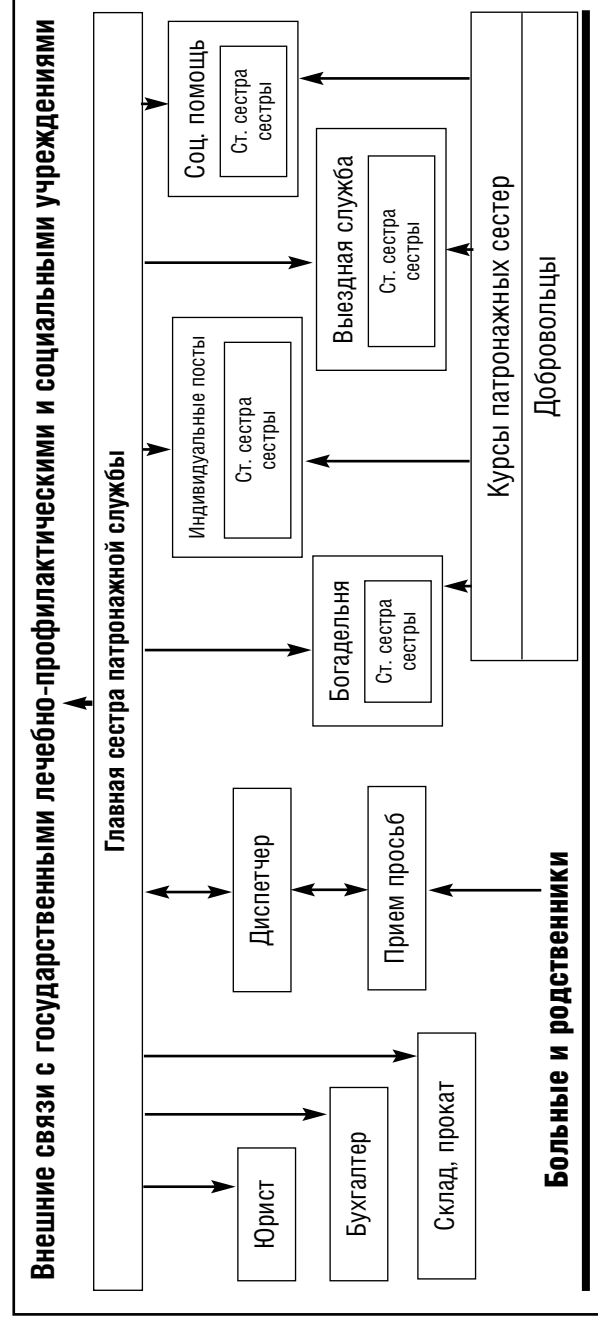 Внешние связи с государственными лечебно-профилактическими и социальными учреждениями
Главная сестра патронажной службы
Юрист
Бухгалтер
Склад, прокат
Диспетчер
Прием просьб
Богадельня
Ст. сестра
сестры
Индивидуальные посты
Ст. сестра
сестры
Выездная служба
Ст. сестра
сестры
Соц. помощь
Ст. сестра
сестры
Курсы патронажных сестер
Добровольцы
Больные и родственники